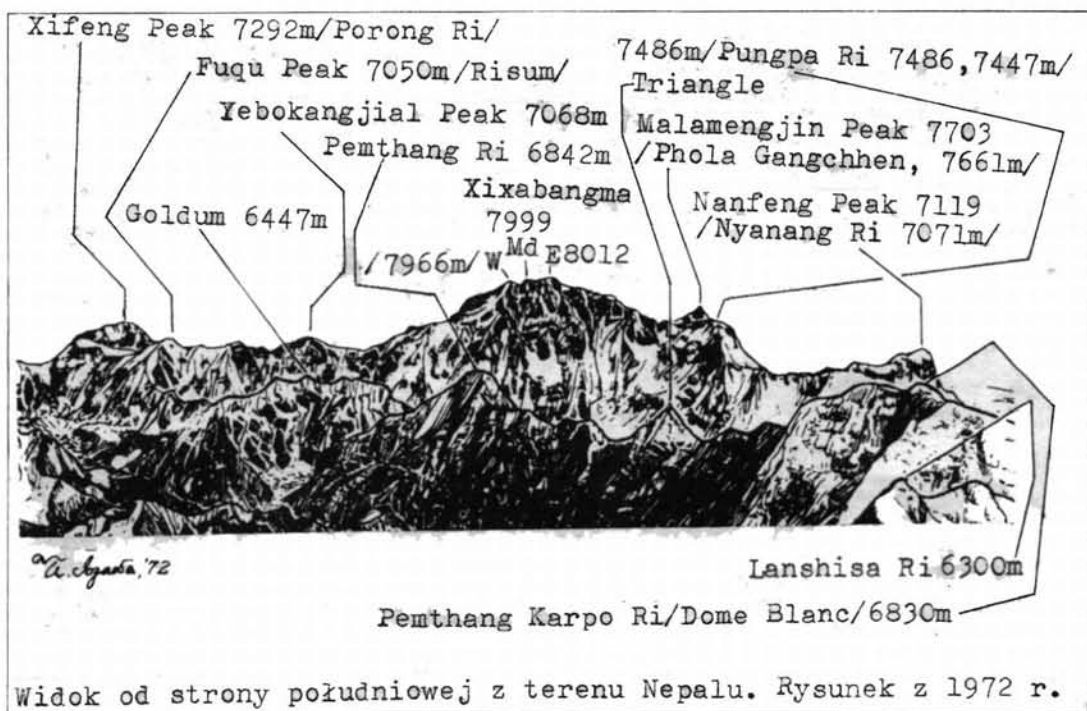 Xifeng Peak 7292m/Porong Ri/
Fuqu Peak 7050m/Risum/
Yebokangjial Peak 7068m
Pemthang Ri 6842m
Goldum 6447m
Xixabangma
7999
/7966m/ W Md E8012
7486m/Pungpa Ri 7486,7447m/
Triangle
Malamengjin Peak 7703
/Phola Gangchhen, 7661m/
Nanfeng Peak 7119
/Nyanang Ri 7071m/
'72
Lanshisa Ri 6300m
Pemthang Karpo Ri/Dome Blanc/6830m
Widok od strony południowej z terenu Nepalu. Rysunek z 1972 r.